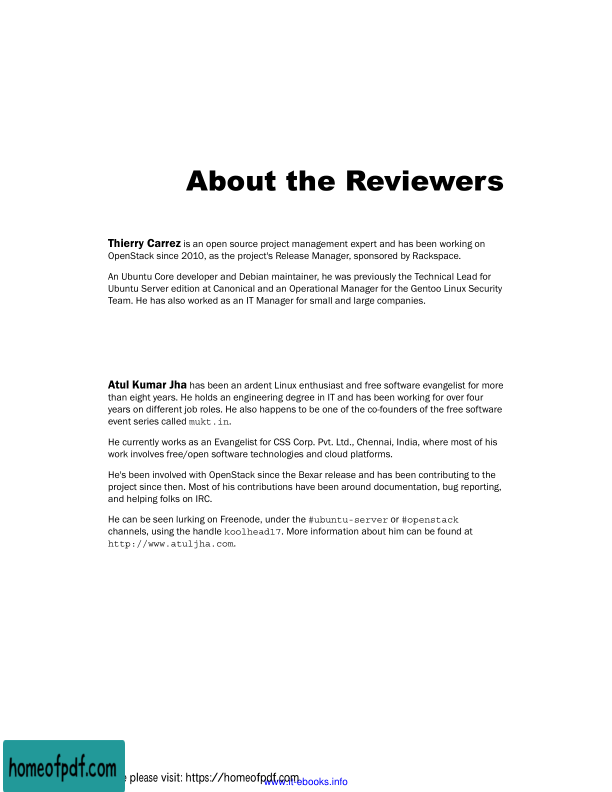 About the Reviewers
Thierry Carrez is an open source project management expert and has been working on
OpenStack since 2010, as the project's Release Manager, sponsored by Rackspace.
An Ubuntu Core developer and Debian maintainer, he was previously the Technical Lead for
Ubuntu Server edition at Canonical and an Operational Manager for the Gentoo Linux Security
Team. He has also worked as an IT Manager for small and large companies.
Atul Kumar Jha has been an ardent Linux enthusiast and free software evangelist for more
than eight years. He holds an engineering degree in IT and has been working for over four
years on different job roles. He also happens to be one of the co-founders of the free software
event series called mukt.in.
He currently works as an Evangelist for CSS Corp. Pvt. Ltd., Chennai, India, where most of his
work involves free/open software technologies and cloud platforms.
He's been involved with OpenStack since the Bexar release and has been contributing to the
project since then. Most of his contributions have been around documentation, bug reporting,
and helping folks on IRC.
He can be seen lurking on Freenode, under the #ubuntu-server or #openstack
channels, using the handle koolhead17. More information about him can be found at
http://www.atuljha.com.
homeofpdf.com
please visit: https://homeofpdf.com
www.it-ebooks.info